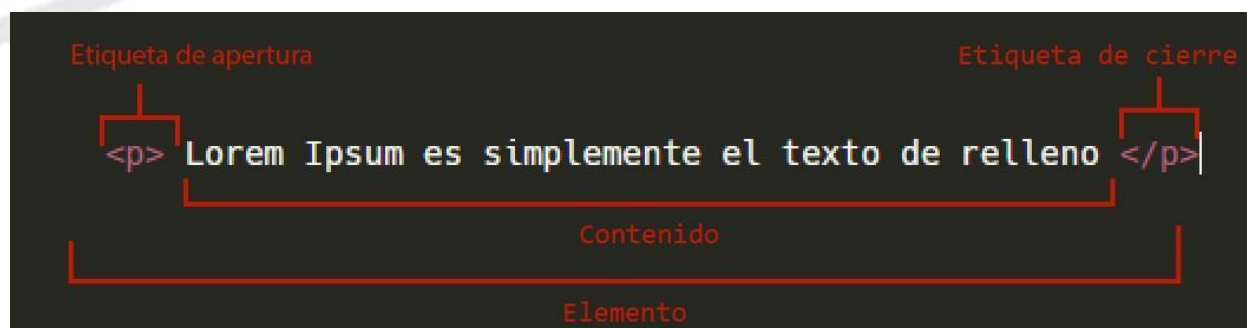 Etiqueta de apertura
Etiqueta de cierre
<p> Lorem Ipsum es simplemente el texto de relleno </p>
Contenido
Elemento